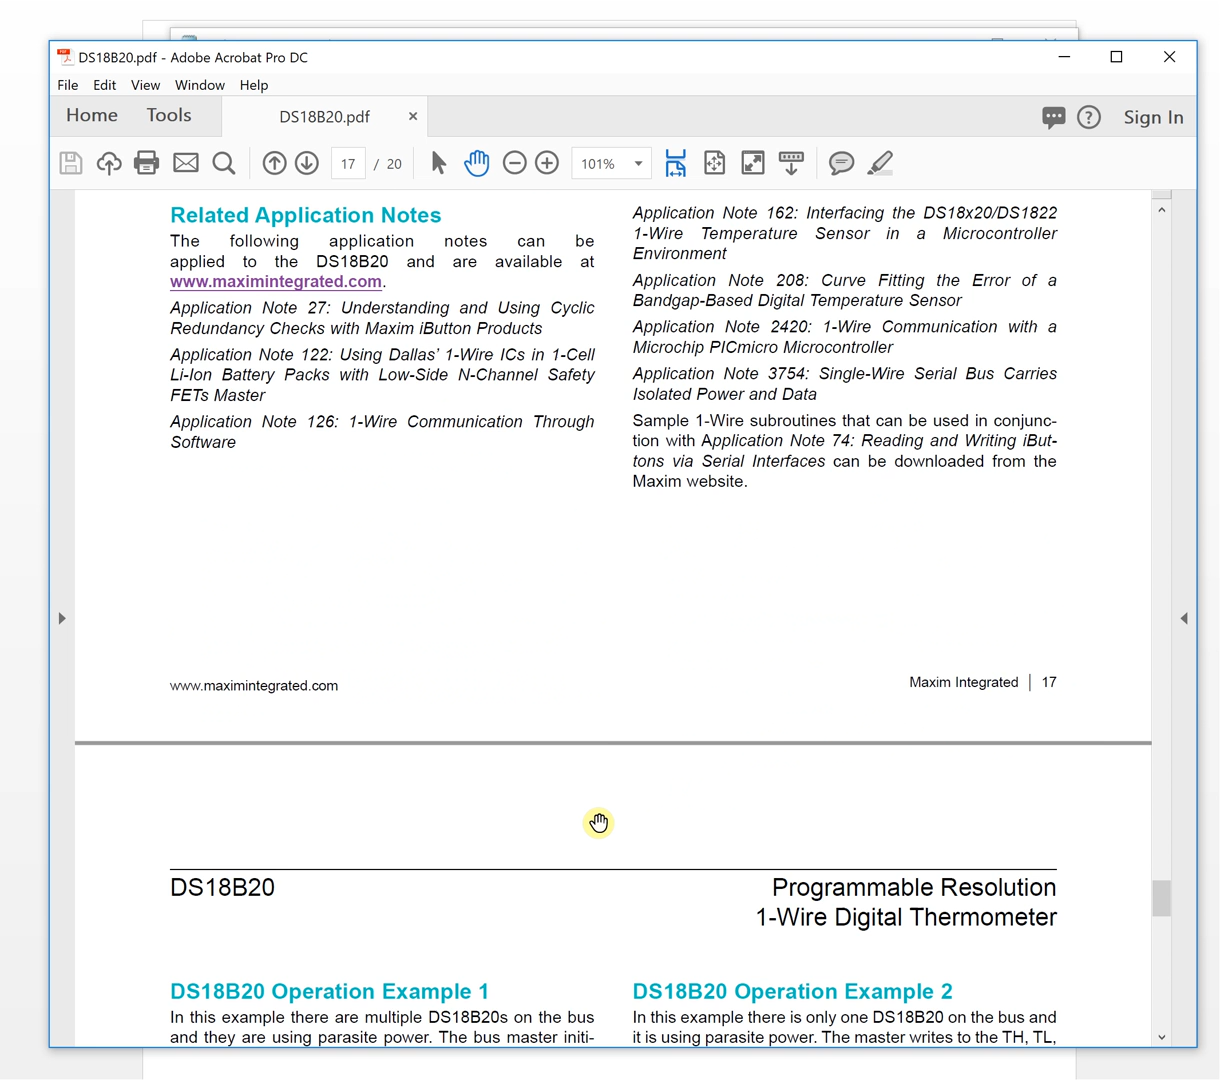 DS18B20.pdf - Adobe Acrobat Pro DC
File Edit View Window Help
Home Tools DS18B20.pdf × Sign In
17 / 20 101%
Related Application Notes
The following application notes can be
applied to the DS18B20 and are available at
www.maximintegrated.com.
Application Note 27: Understanding and Using Cyclic
Redundancy Checks with Maxim iButton Products
Application Note 122: Using Dallas' 1-Wire ICs in 1-Cell
Li-Ion Battery Packs with Low-Side N-Channel Safety
FETs Master
Application Note 126: 1-Wire Communication Through
Software
Application Note 162: Interfacing the DS18x20/DS1822
1-Wire Temperature Sensor in a Microcontroller
Environment
Application Note 208: Curve Fitting the Error of a
Bandgap-Based Digital Temperature Sensor
Application Note 2420: 1-Wire Communication with a
Microchip PICmicro Microcontroller
Application Note 3754: Single-Wire Serial Bus Carries
Isolated Power and Data
Sample 1-Wire subroutines that can be used in conjunc-
tion with Application Note 74: Reading and Writing iBut-
tons via Serial Interfaces can be downloaded from the
Maxim website.
www.maximintegrated.com
Maxim Integrated | 17
DS18B20
Programmable Resolution
1-Wire Digital Thermometer
DS18B20 Operation Example 1
In this example there are multiple DS18B20s on the bus
and they are using parasite power. The bus master initi-
DS18B20 Operation Example 2
In this example there is only one DS18B20 on the bus and
it is using parasite power. The master writes to the TH, TL,